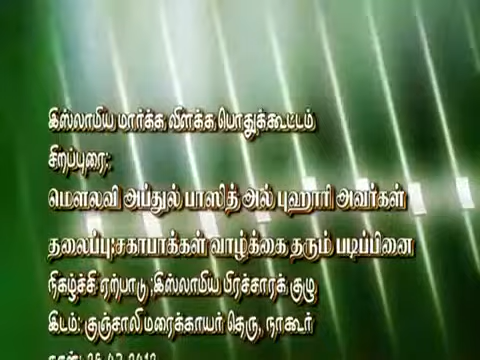 இஸ்லாமிய மார்க்க விளக்க பொதுக்கூட்டம்
சிறப்புரை;
மௌலவி அப்துல் பாஸித் அல் புஹாரி அவர்கள்
தலைப்பு;சகாபாக்கள் வாழ்க்கை தரும் படிப்பினை
நிகழ்ச்சி ஏற்பாடு ;இஸ்லாமிய பிரச்சாரக் குழு
இடம்: குஞ்சாலி மரைக்காயர் தெரு, நாகூர்
நாள்: